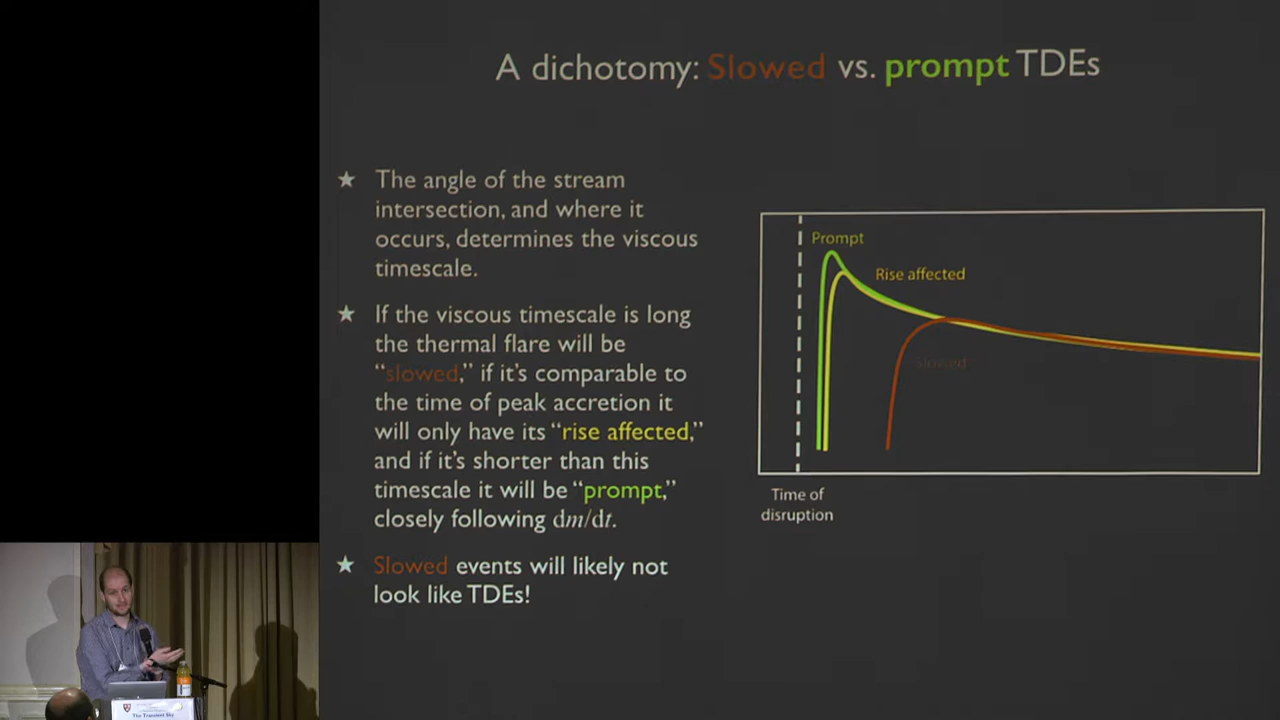 A dichotomy: Slowed vs. prompt TDEs
★ The angle of the stream
intersection, and where it
occurs, determines the viscous
timescale.
★ If the viscous timescale is long
the thermal flare will be
“slowed,” if it’s comparable to
the time of peak accretion it
will only have its “rise affected,”
and if it’s shorter than this
timescale it will be “prompt,”
closely following dm/dt.
★ Slowed events will likely not
look like TDEs!
Prompt
Rise affected
Slowed
Time of
disruption
The Transient Sky